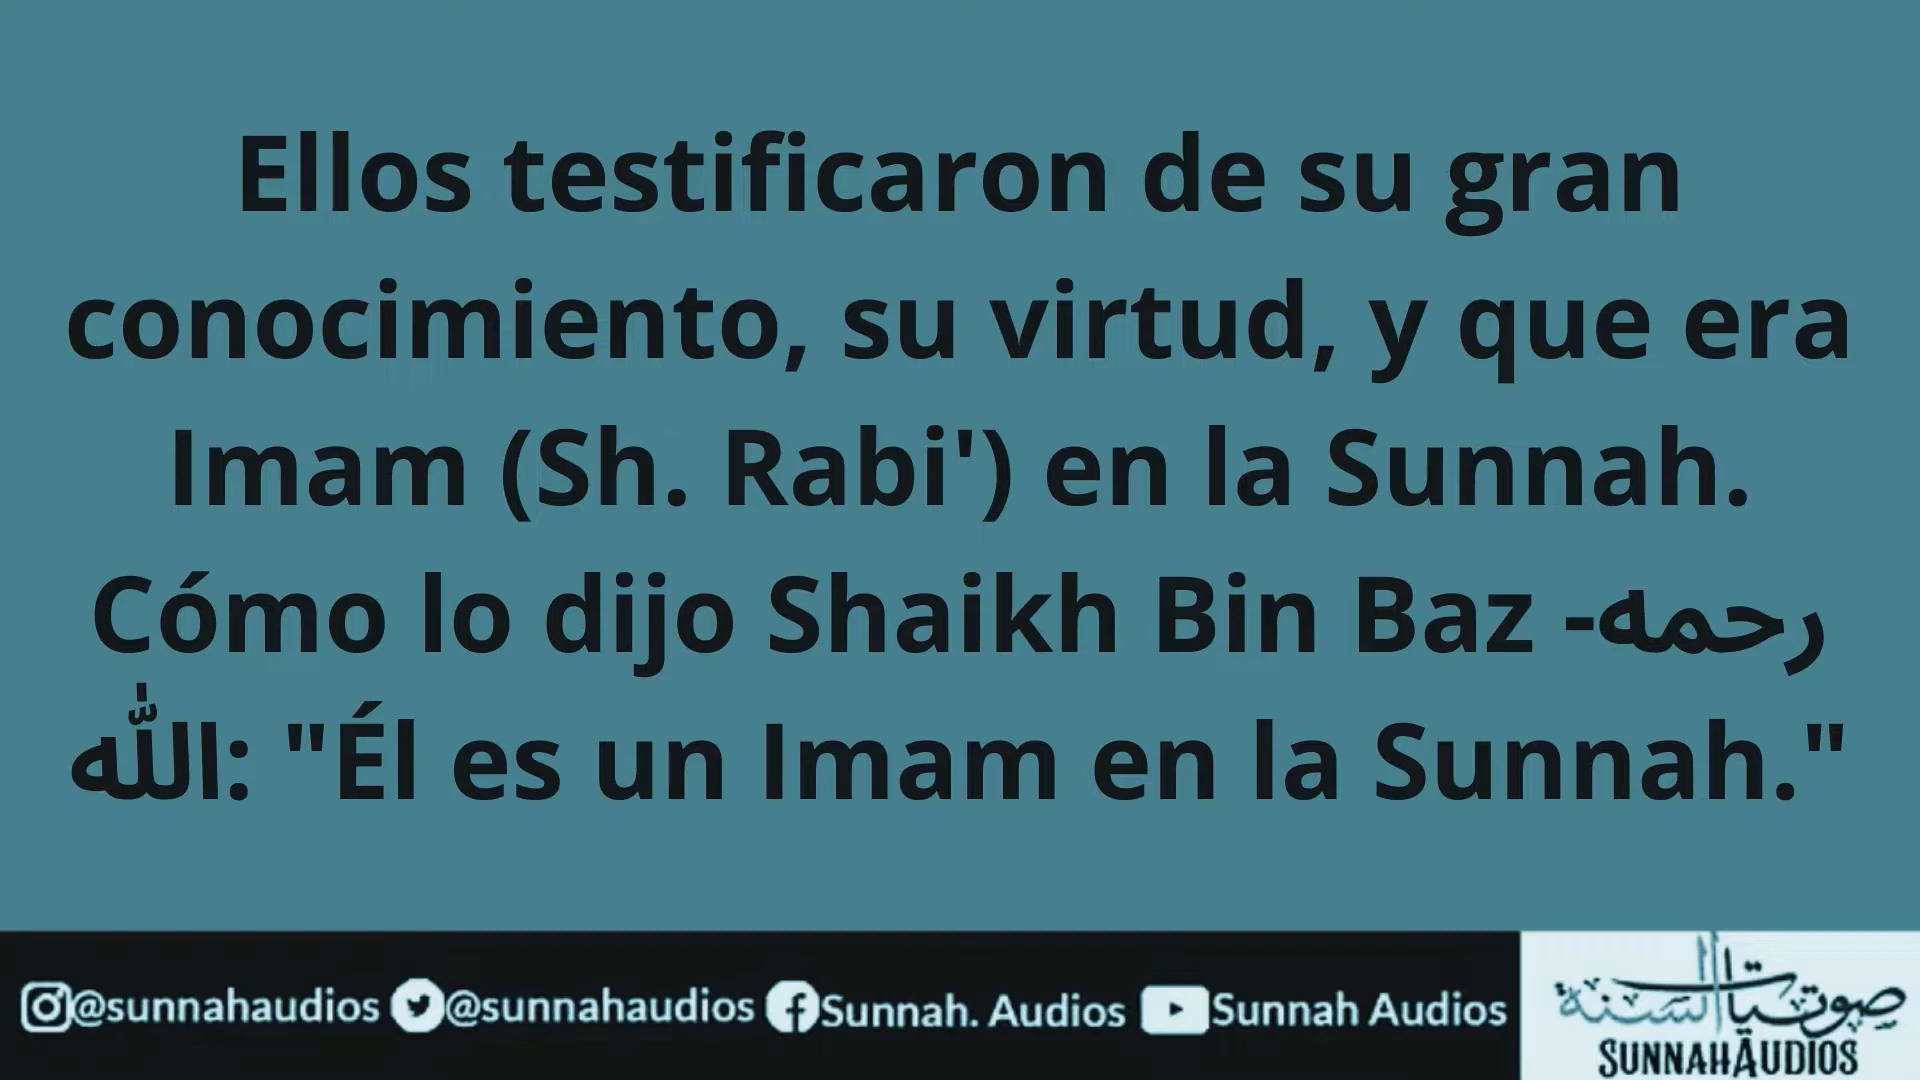 Ellos testificaron de su gran
conocimiento, su virtud, y que era
Imam (Sh. Rabi') en la Sunnah.
Cómo lo dijo Shaikh Bin Baz -رحمه
الله: "Él es un Imam en la Sunnah."
@sunnahaudios @sunnahaudios Sunnah. Audios Sunnah Audios
صوتيات السنة
SUNNAHAUDIOS